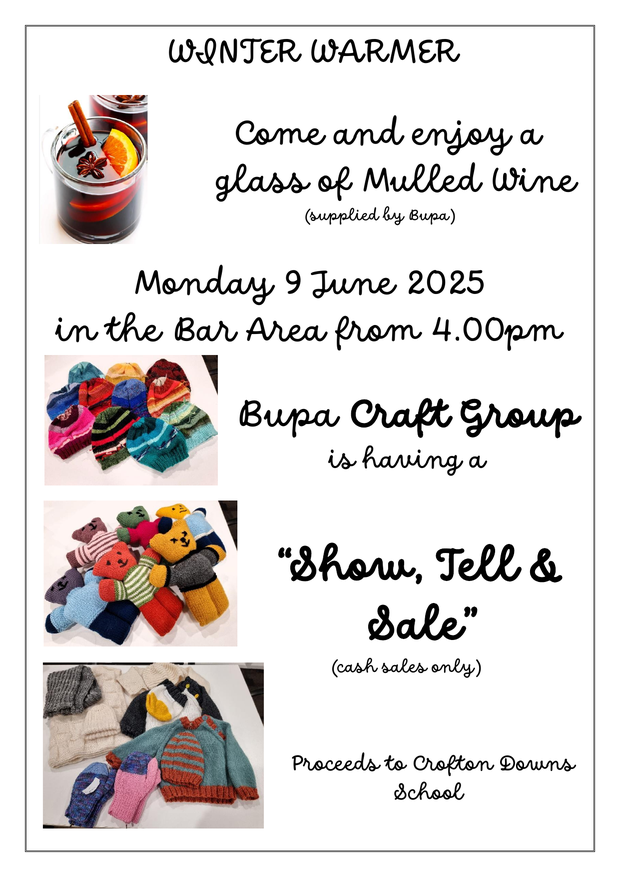 WINTER WARMER
Come and enjoy a
glass of Mulled Wine
(supplied by Bupa)
Monday 9 June 2025
in the Bar Area from 4.00pm
Bupa Craft Group
is having a
“Show, Tell &
Sale”
(cash sales only)
Proceeds to Crofton Downs
School